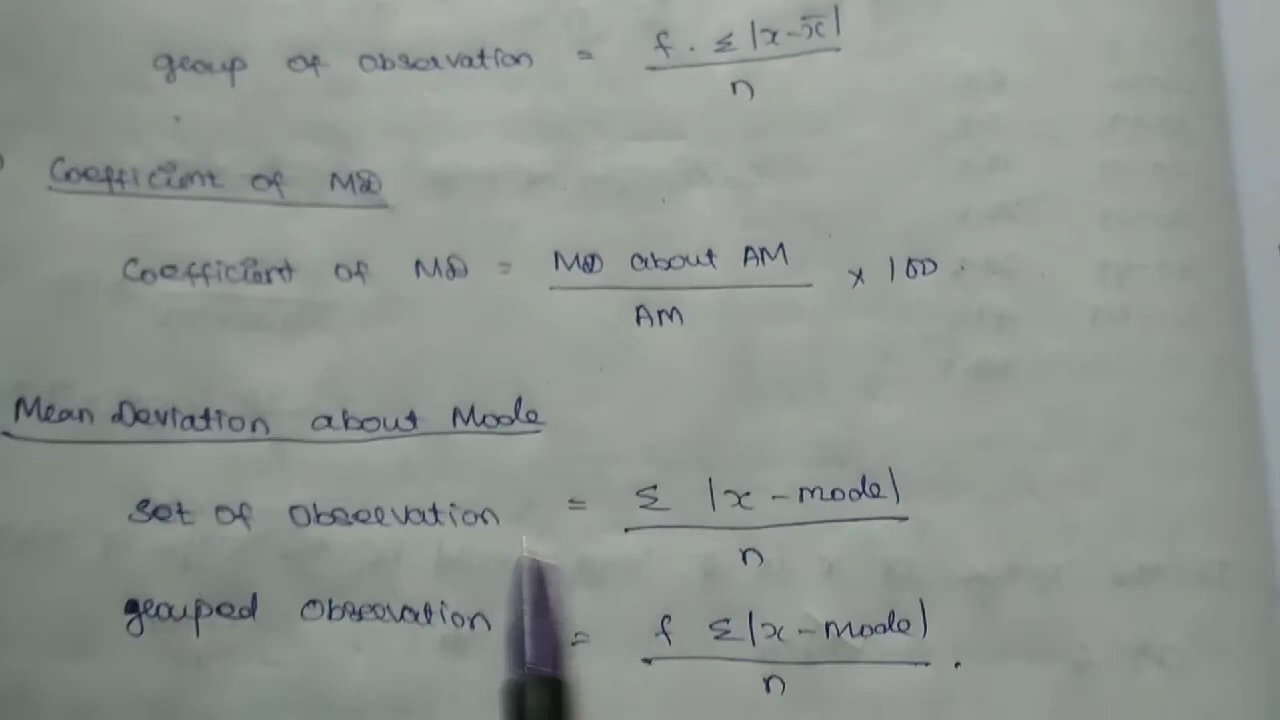 group of observation = f. Σ |x-x̄| / n
Coefficient of MD
Coefficient of MD = MD about AM / AM × 100.
Mean Deviation about Mode
Set of Observation = Σ |x - mode| / n
grouped Observation = f Σ|x - mode| / n .